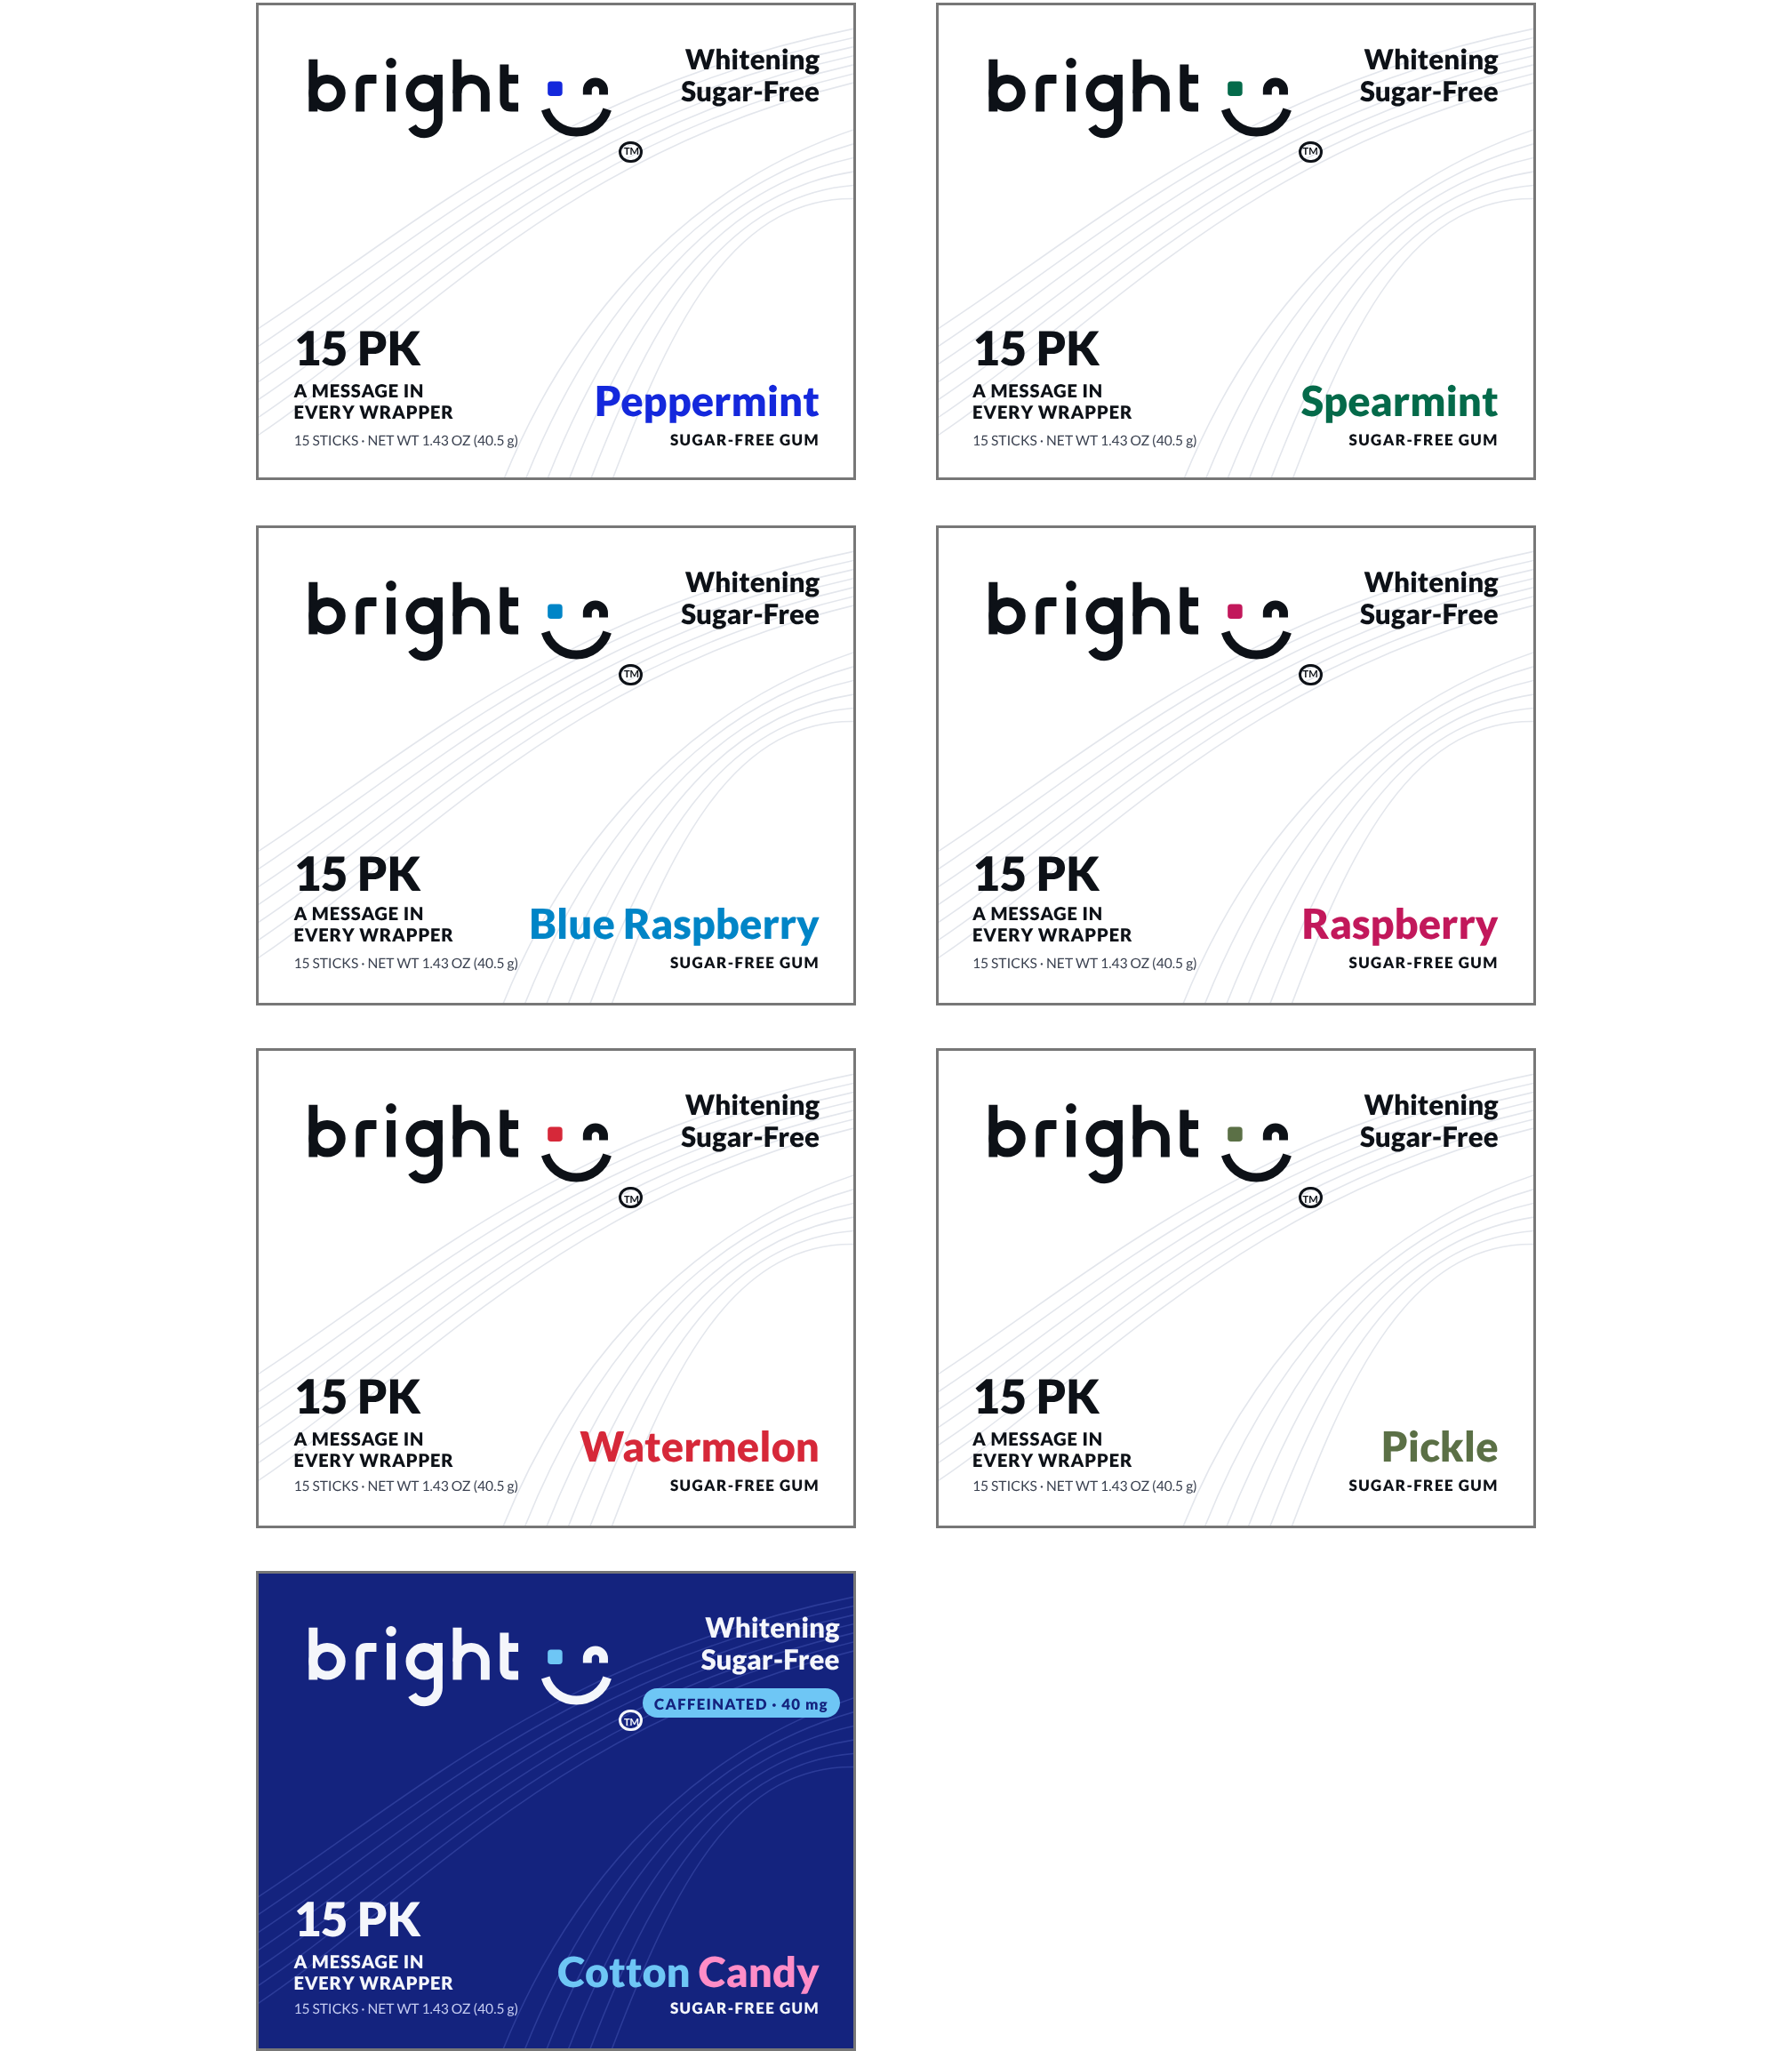 bright
TM
Whitening
Sugar-Free
15 PK
A MESSAGE IN
EVERY WRAPPER
15 STICKS · NET WT 1.43 OZ (40.5 g)
Peppermint
SUGAR-FREE GUM
bright
TM
Whitening
Sugar-Free
15 PK
A MESSAGE IN
EVERY WRAPPER
15 STICKS · NET WT 1.43 OZ (40.5 g)
Spearmint
SUGAR-FREE GUM
bright
TM
Whitening
Sugar-Free
15 PK
A MESSAGE IN
EVERY WRAPPER
15 STICKS · NET WT 1.43 OZ (40.5 g)
Blue Raspberry
SUGAR-FREE GUM
bright
TM
Whitening
Sugar-Free
15 PK
A MESSAGE IN
EVERY WRAPPER
15 STICKS · NET WT 1.43 OZ (40.5 g)
Raspberry
SUGAR-FREE GUM
bright
TM
Whitening
Sugar-Free
15 PK
A MESSAGE IN
EVERY WRAPPER
15 STICKS · NET WT 1.43 OZ (40.5 g)
Watermelon
SUGAR-FREE GUM
bright
TM
Whitening
Sugar-Free
15 PK
A MESSAGE IN
EVERY WRAPPER
15 STICKS · NET WT 1.43 OZ (40.5 g)
Pickle
SUGAR-FREE GUM
bright
TM
Whitening
Sugar-Free
CAFFEINATED · 40 mg
15 PK
A MESSAGE IN
EVERY WRAPPER
15 STICKS · NET WT 1.43 OZ (40.5 g)
Cotton Candy
SUGAR-FREE GUM